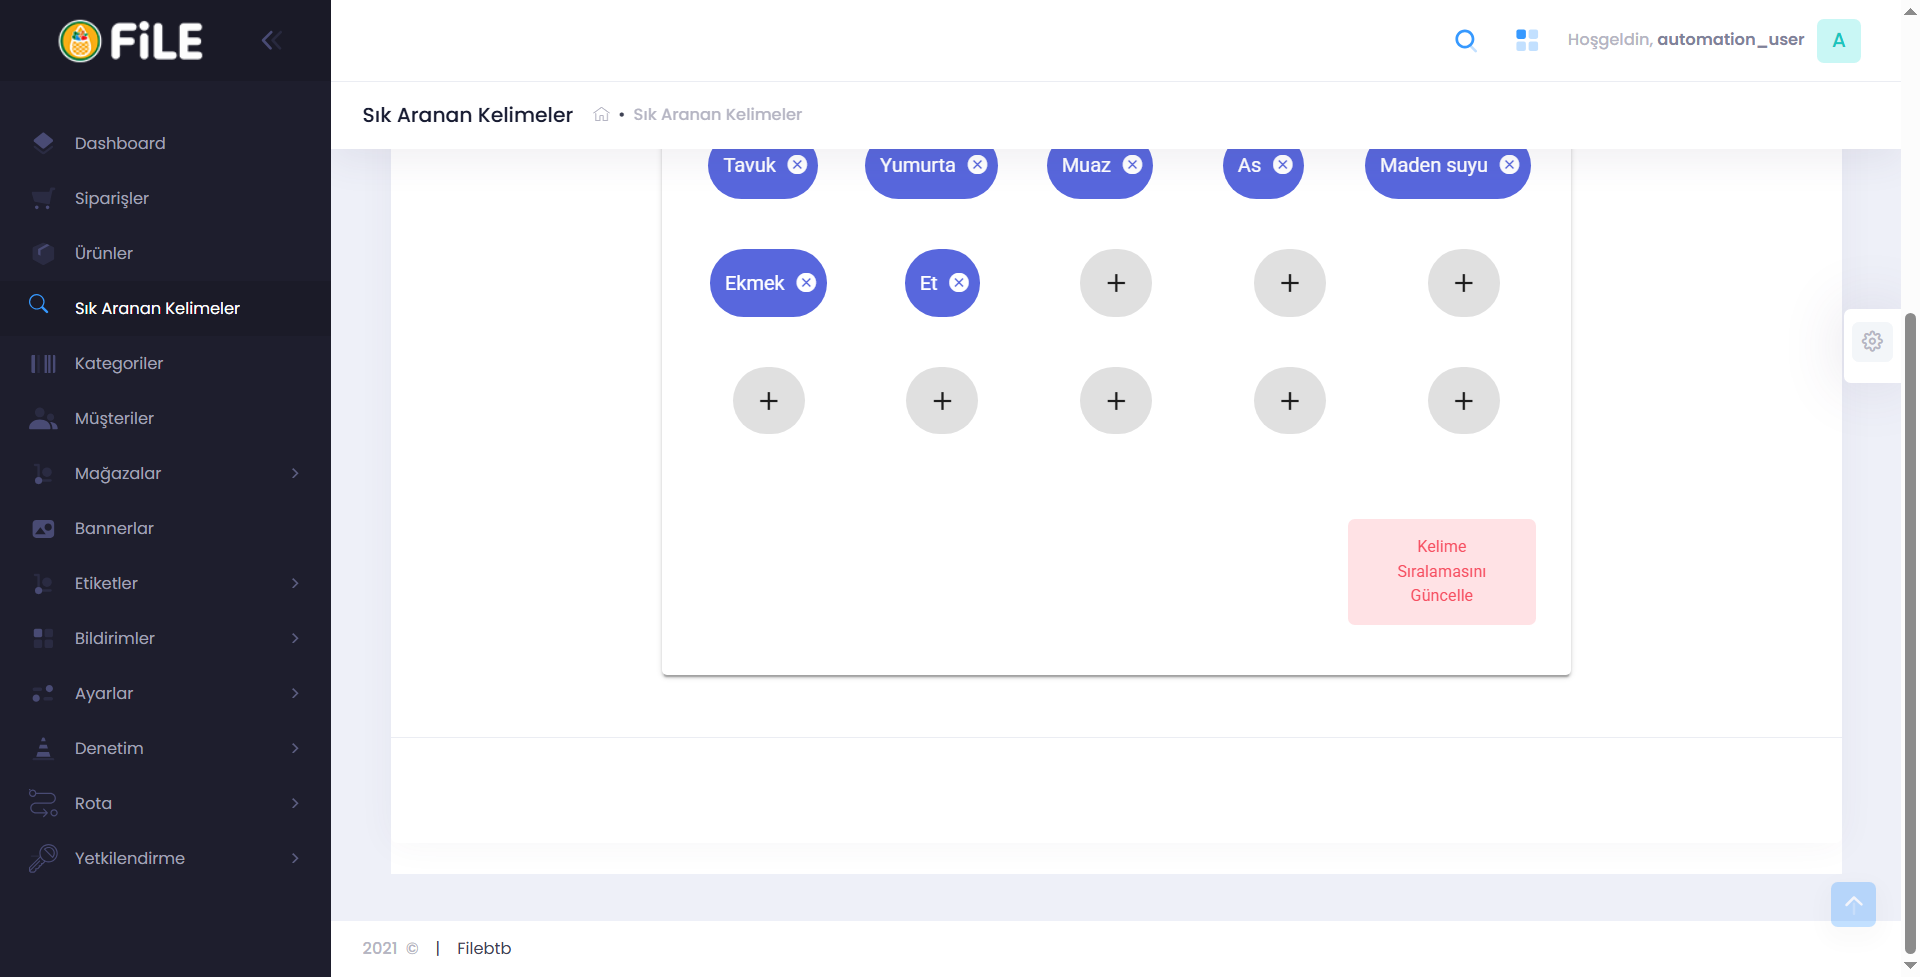 FiLE
Hoşgeldin, automation_user
A
Sık Aranan Kelimeler • Sık Aranan Kelimeler
Dashboard
Siparişler
Ürünler
Sık Aranan Kelimeler
Kategoriler
Müşteriler
Mağazalar
Bannerlar
Etiketler
Bildirimler
Ayarlar
Denetim
Rota
Yetkilendirme
Tavuk
Yumurta
Muaz
As
Maden suyu
Ekmek
Et
Kelime
Sıralamasını
Güncelle
2021 © | Filebtb